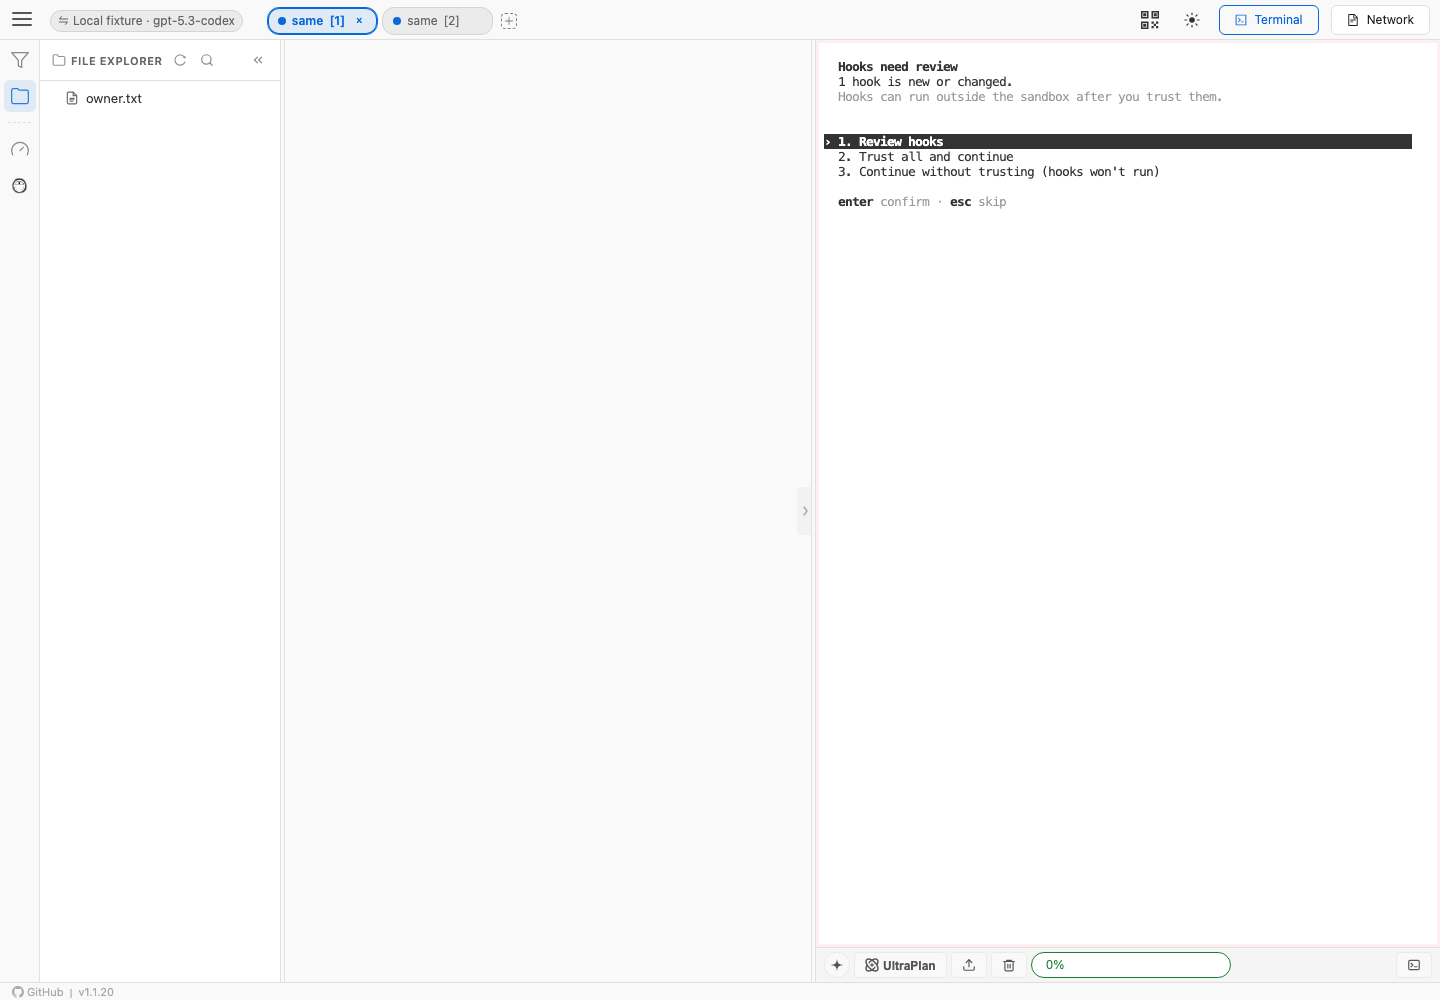 Local fixture · gpt-5.3-codex
same [1] ×
same [2]
Terminal
Network
FILE EXPLORER
owner.txt
Hooks need review
1 hook is new or changed.
Hooks can run outside the sandbox after you trust them.
› 1. Review hooks
2. Trust all and continue
3. Continue without trusting (hooks won't run)
enter confirm · esc skip
UltraPlan
0%
GitHub | v1.1.20